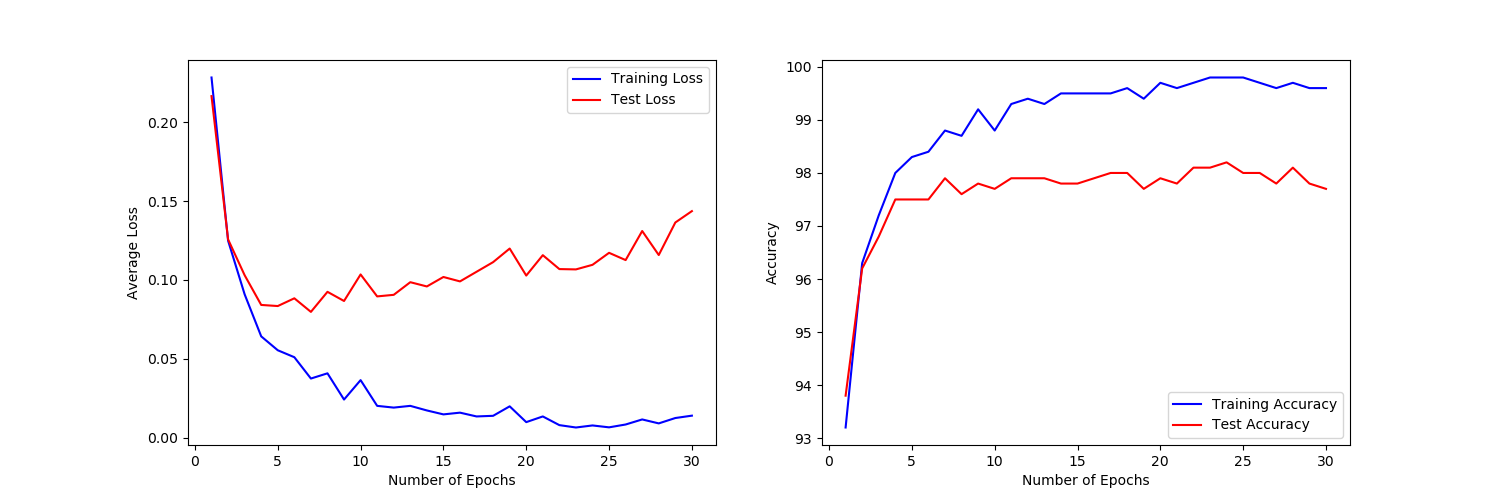 Training Loss
Test Loss
Average Loss
0.20
0.15
0.10
0.05
0.00
0 5 10 15 20 25 30
Number of Epochs
100
99
98
97
96
95
94
93
Accuracy
Training Accuracy
Test Accuracy
0 5 10 15 20 25 30
Number of Epochs